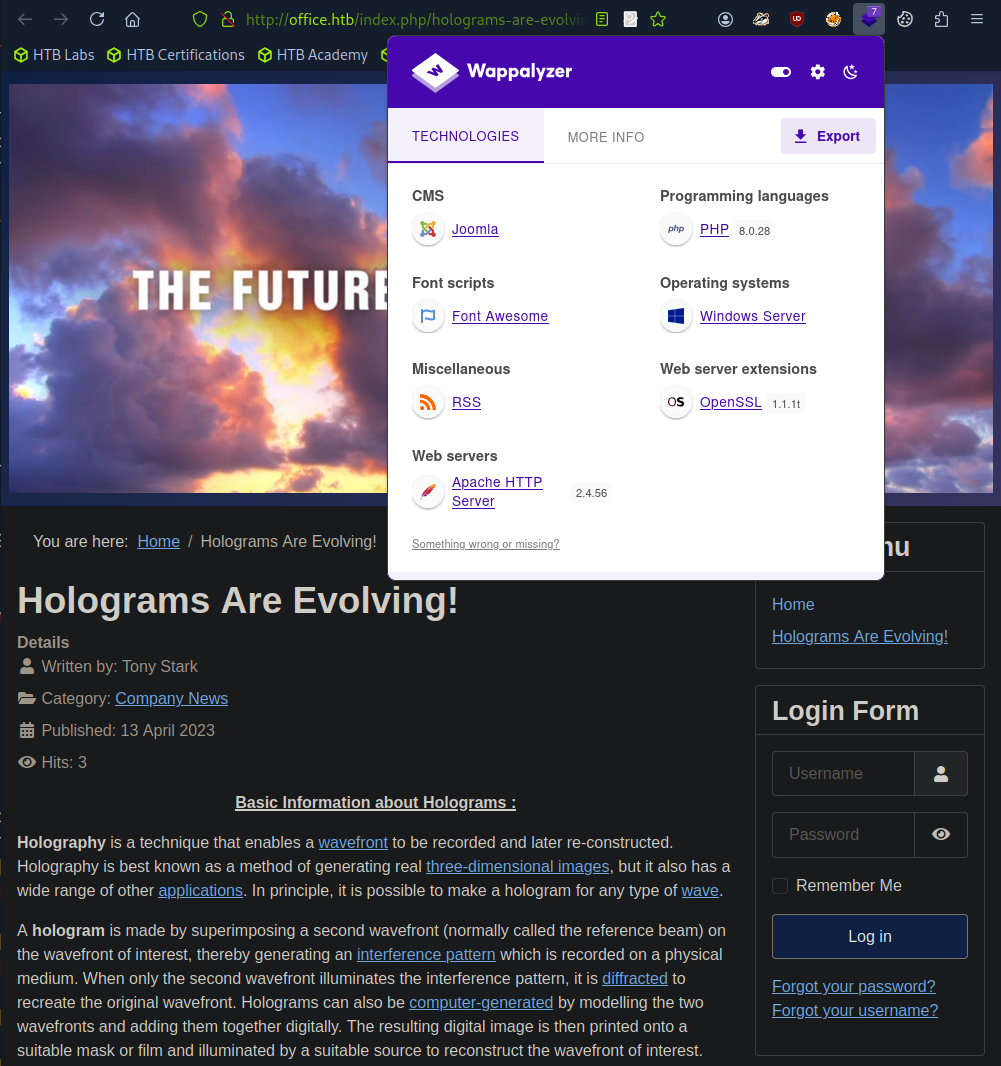 http://office.htb/index.php/holograms-are-evolvin
HTB Labs
HTB Certifications
HTB Academy
7
Wappalyzer
TECHNOLOGIES
MORE INFO
Export
CMS
Joomla
Programming languages
php
PHP
8.0.28
Font scripts
Font Awesome
Operating systems
Windows Server
Miscellaneous
RSS
Web server extensions
OS
OpenSSL
1.1.1t
Web servers
Apache HTTP
Server
2.4.56
Something wrong or missing?
THE FUTURE
You are here: Home / Holograms Are Evolving!
Holograms Are Evolving!
Details
Written by: Tony Stark
Category: Company News
Published: 13 April 2023
Hits: 3
Basic Information about Holograms :
Holography is a technique that enables a wavefront to be recorded and later re-constructed.
Holography is best known as a method of generating real three-dimensional images, but it also has a
wide range of other applications. In principle, it is possible to make a hologram for any type of wave.
A hologram is made by superimposing a second wavefront (normally called the reference beam) on
the wavefront of interest, thereby generating an interference pattern which is recorded on a physical
medium. When only the second wavefront illuminates the interference pattern, it is diffracted to
recreate the original wavefront. Holograms can also be computer-generated by modelling the two
wavefronts and adding them together digitally. The resulting digital image is then printed onto a
suitable mask or film and illuminated by a suitable source to reconstruct the wavefront of interest.
nu
Home
Holograms Are Evolving!
Login Form
Username
Password
Remember Me
Log in
Forgot your password?
Forgot your username?